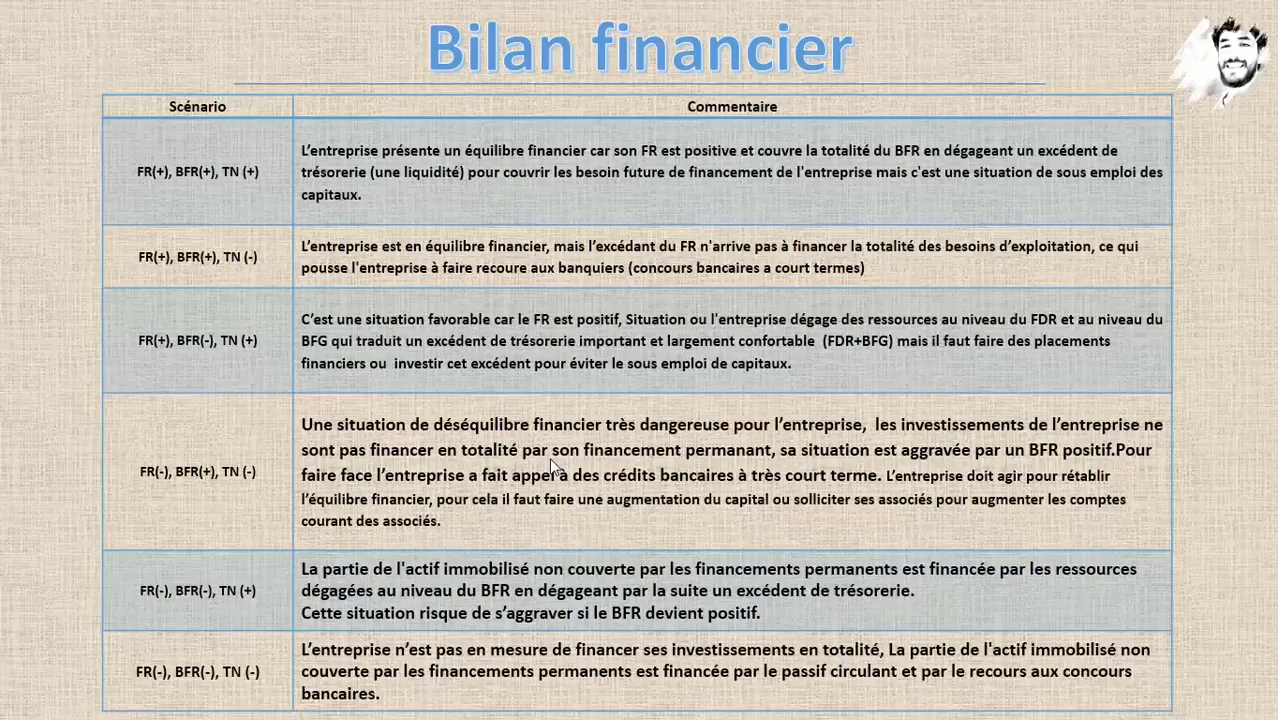 Bilan financier
Scénario
Commentaire
FR(+), BFR(+), TN (+)
L’entreprise présente un équilibre financier car son FR est positive et couvre la totalité du BFR en dégageant un excédent de
trésorerie (une liquidité) pour couvrir les besoin future de financement de l'entreprise mais c'est une situation de sous emploi des
capitaux.
FR(+), BFR(+), TN (-)
L’entreprise est en équilibre financier, mais l’excédant du FR n'arrive pas à financer la totalité des besoins d’exploitation, ce qui
pousse l'entreprise à faire recoure aux banquiers (concours bancaires a court termes)
FR(+), BFR(-), TN (+)
C’est une situation favorable car le FR est positif, Situation ou l'entreprise dégage des ressources au niveau du FDR et au niveau du
BFG qui traduit un excédent de trésorerie important et largement confortable (FDR+BFG) mais il faut faire des placements
financiers ou investir cet excédent pour éviter le sous emploi de capitaux.
FR(-), BFR(+), TN (-)
Une situation de déséquilibre financier très dangereuse pour l’entreprise, les investissements de l’entreprise ne
sont pas financer en totalité par son financement permanant, sa situation est aggravée par un BFR positif.Pour
faire face l’entreprise a fait appel à des crédits bancaires à très court terme. L’entreprise doit agir pour rétablir
l’équilibre financier, pour cela il faut faire une augmentation du capital ou solliciter ses associés pour augmenter les comptes
courant des associés.
FR(-), BFR(-), TN (+)
La partie de l'actif immobilisé non couverte par les financements permanents est financée par les ressources
dégagées au niveau du BFR en dégageant par la suite un excédent de trésorerie.
Cette situation risque de s’aggraver si le BFR devient positif.
FR(-), BFR(-), TN (-)
L’entreprise n’est pas en mesure de financer ses investissements en totalité, La partie de l'actif immobilisé non
couverte par les financements permanents est financée par le passif circulant et par le recours aux concours
bancaires.